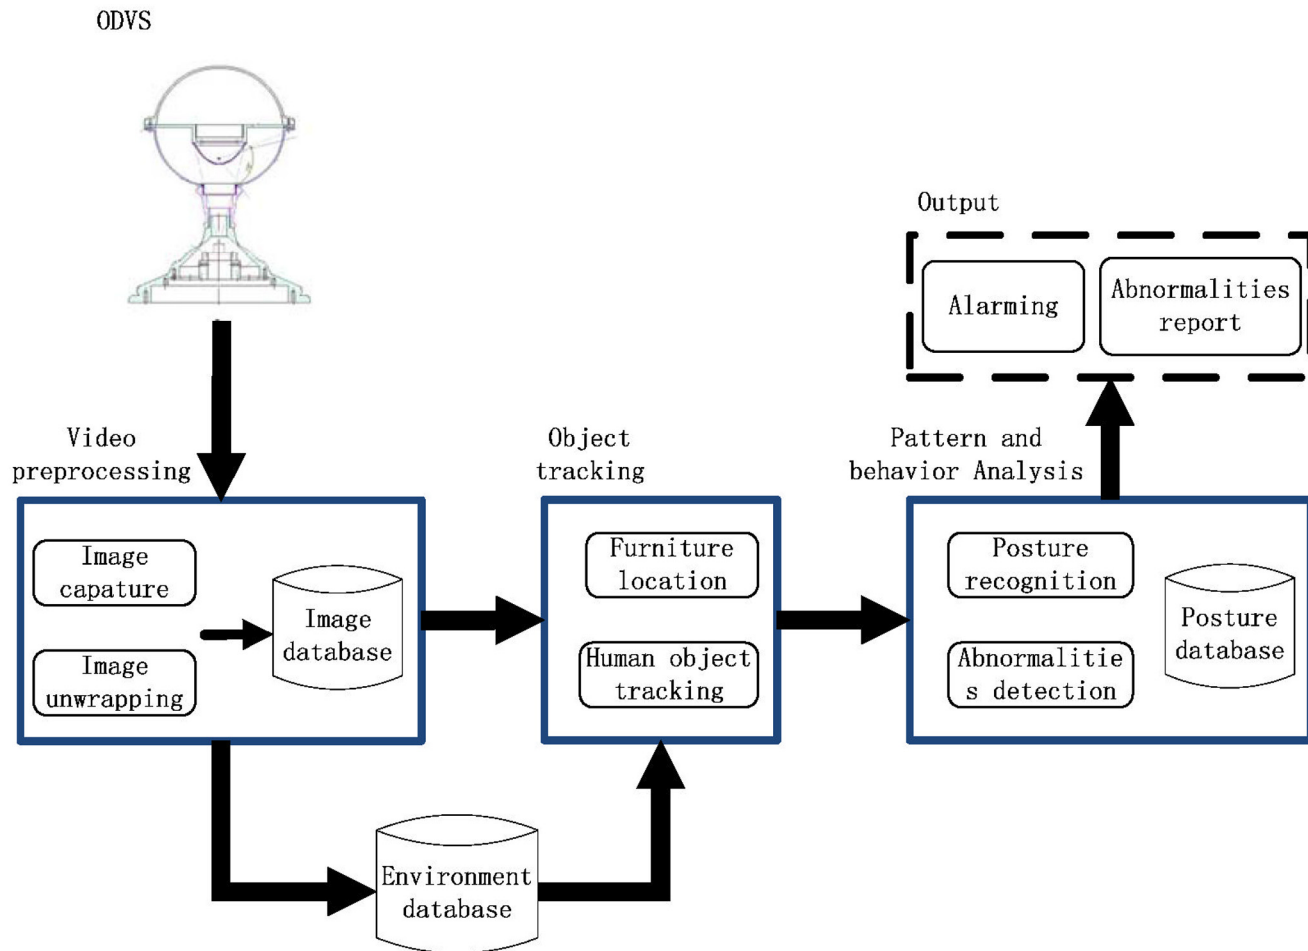 ODVS
Output
Alarming
Abnormalities
report
Video
preprocessing
Object
tracking
Pattern and
behavior Analysis
Image
capature
Image
unwrapping
Image
database
Furniture
location
Human object
tracking
Posture
recognition
Abnormalitie
s detection
Posture
database
Environment
database